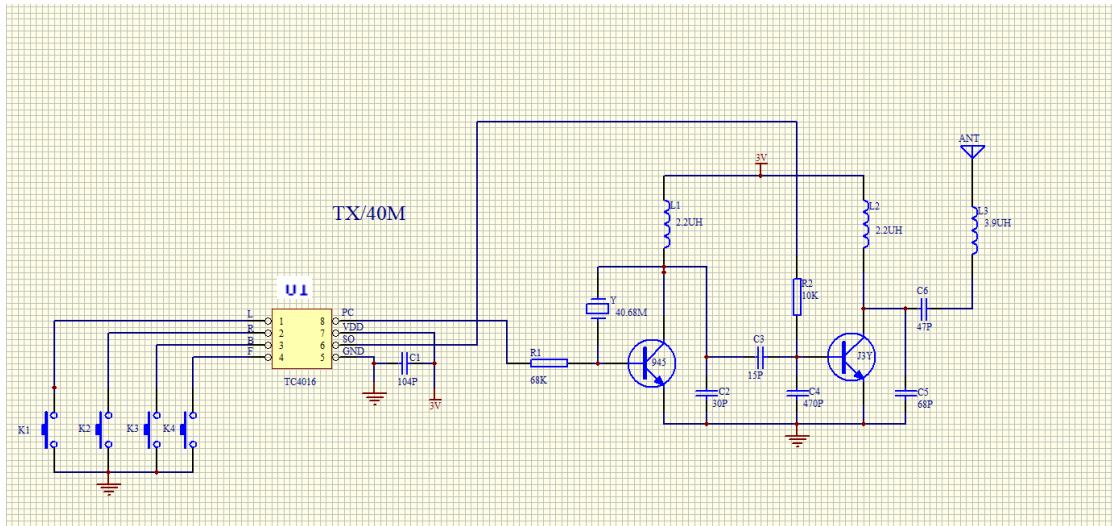 TX/40M
U1
L
R
B
F
1
2
3
4
8
7
6
5
PC
VDD
SO
GND
TC4016
C1
104P
3V
K1
K2
K3
K4
R1
68K
Y
40.68M
L1
2.2UH
3V
945
C2
30P
C3
15P
R2
10K
C4
470P
L2
2.2UH
J3Y
C5
68P
C6
47P
L3
3.9UH
ANT